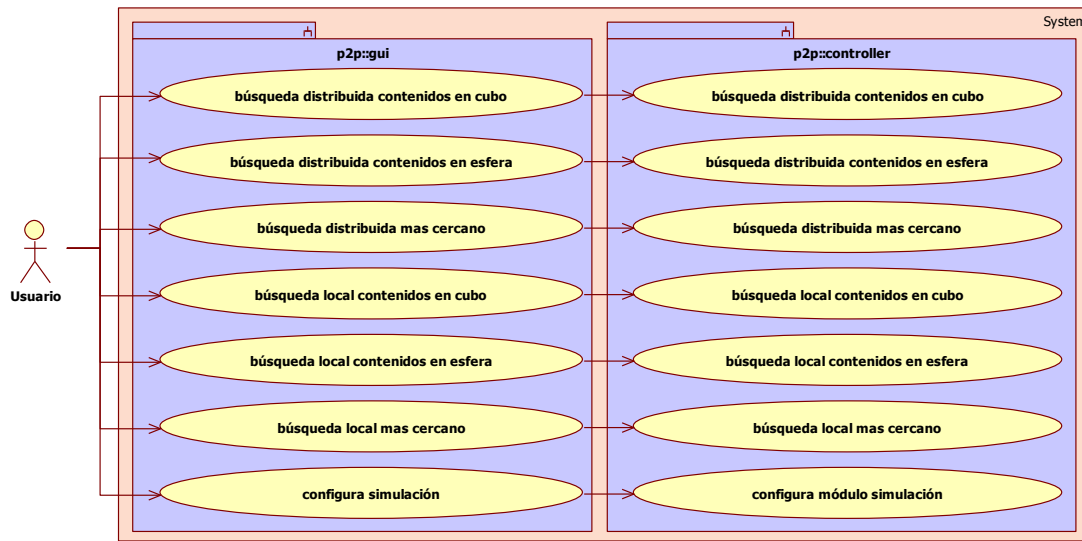 System
p2p::gui
búsqueda distribuida contenidos en cubo
búsqueda distribuida contenidos en esfera
búsqueda distribuida mas cercano
búsqueda local contenidos en cubo
búsqueda local contenidos en esfera
búsqueda local mas cercano
configura simulación
p2p::controller
búsqueda distribuida contenidos en cubo
búsqueda distribuida contenidos en esfera
búsqueda distribuida mas cercano
búsqueda local contenidos en cubo
búsqueda local contenidos en esfera
búsqueda local mas cercano
configura módulo simulación
Usuario